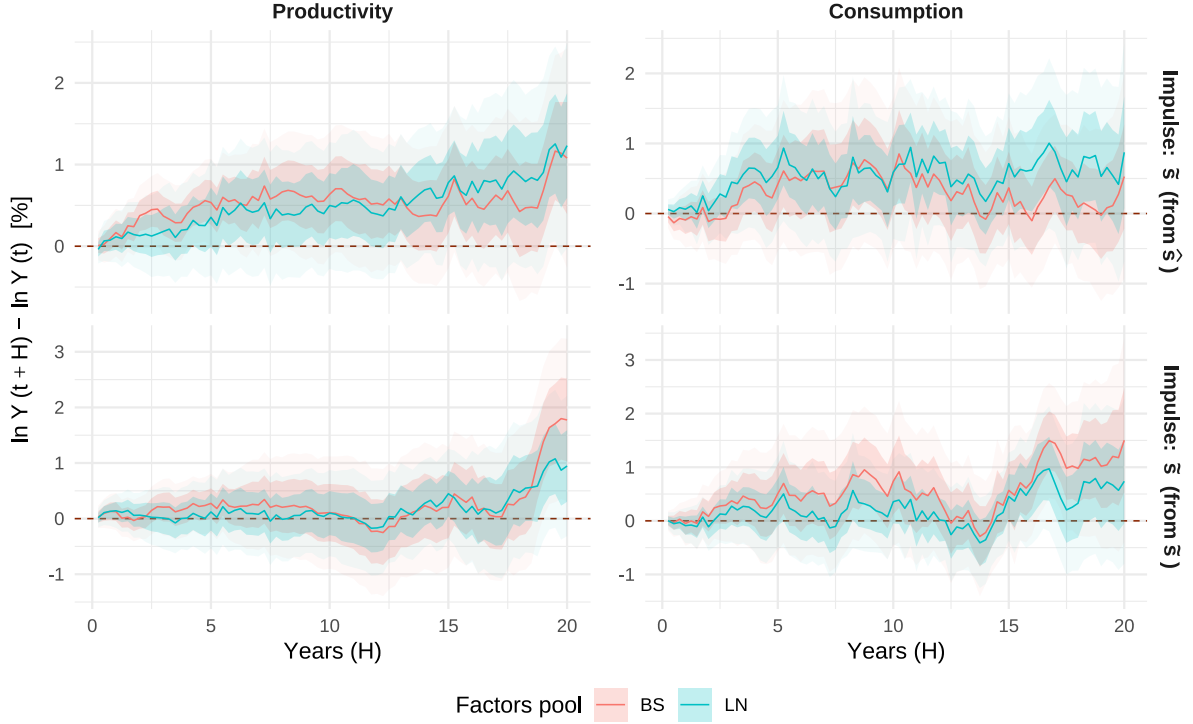 Productivity
Consumption
ln Y (t + H) − ln Y (t) [%]
2
1
0
2
1
0
-1
Impulse: s̃ (from ŝ )
3
2
1
0
-1
3
2
1
0
-1
Impulse: s̃ (from s̃ )
0
5
10
15
20
0
5
10
15
20
Years (H)
Years (H)
Factors pool
BS
LN